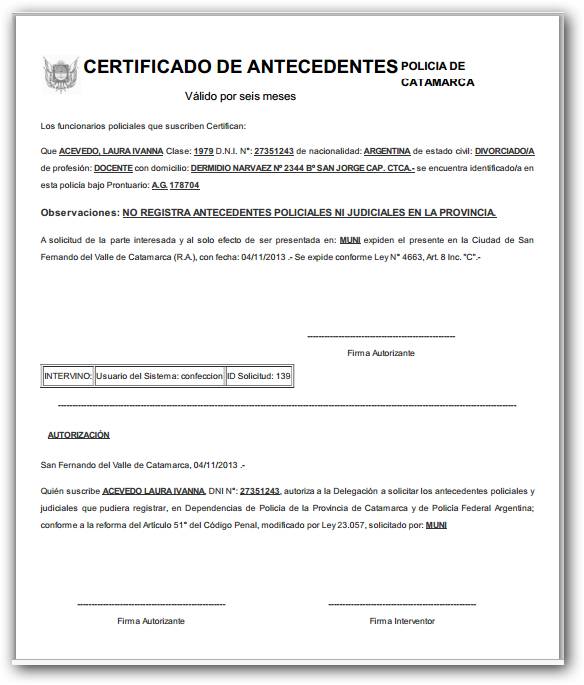 CERTIFICADO DE ANTECEDENTES POLICIA DE
CATAMARCA
Válido por seis meses
Los funcionarios policiales que suscriben Certifican:
Que ACEVEDO, LAURA IVANNA Clase: 1979 D.N.I. N°: 27351243 de nacionalidad: ARGENTINA de estado civil: DIVORCIADO/A
de profesión: DOCENTE con domicilio: DERMIDIO NARVAEZ Nº 2344 Bº SAN JORGE CAP. CTCA.- se encuentra identificado/a en
esta policía bajo Prontuario: A.G. 178704
Observaciones: NO REGISTRA ANTECEDENTES POLICIALES NI JUDICIALES EN LA PROVINCIA.
A solicitud de la parte interesada y al solo efecto de ser presentada en: MUNI expiden el presente en la Ciudad de San
Fernando del Valle de Catamarca (R.A.), con fecha: 04/11/2013 .- Se expide conforme Ley N° 4663, Art. 8 Inc. "C".-
Firma Autorizante
INTERVINO: Usuario del Sistema: confeccion ID Solicitud: 139
AUTORIZACIÓN
San Fernando del Valle de Catamarca, 04/11/2013 .-
Quién suscribe ACEVEDO LAURA IVANNA, DNI N°: 27351243, autoriza a la Delegación a solicitar los antecedentes policiales y
judiciales que pudiera registrar, en Dependencias de Policía de la Provincia de Catamarca y de Policía Federal Argentina;
conforme a la reforma del Artículo 51° del Código Penal, modificado por Ley 23.057, solicitado por: MUNI
Firma Autorizante Firma Interventor